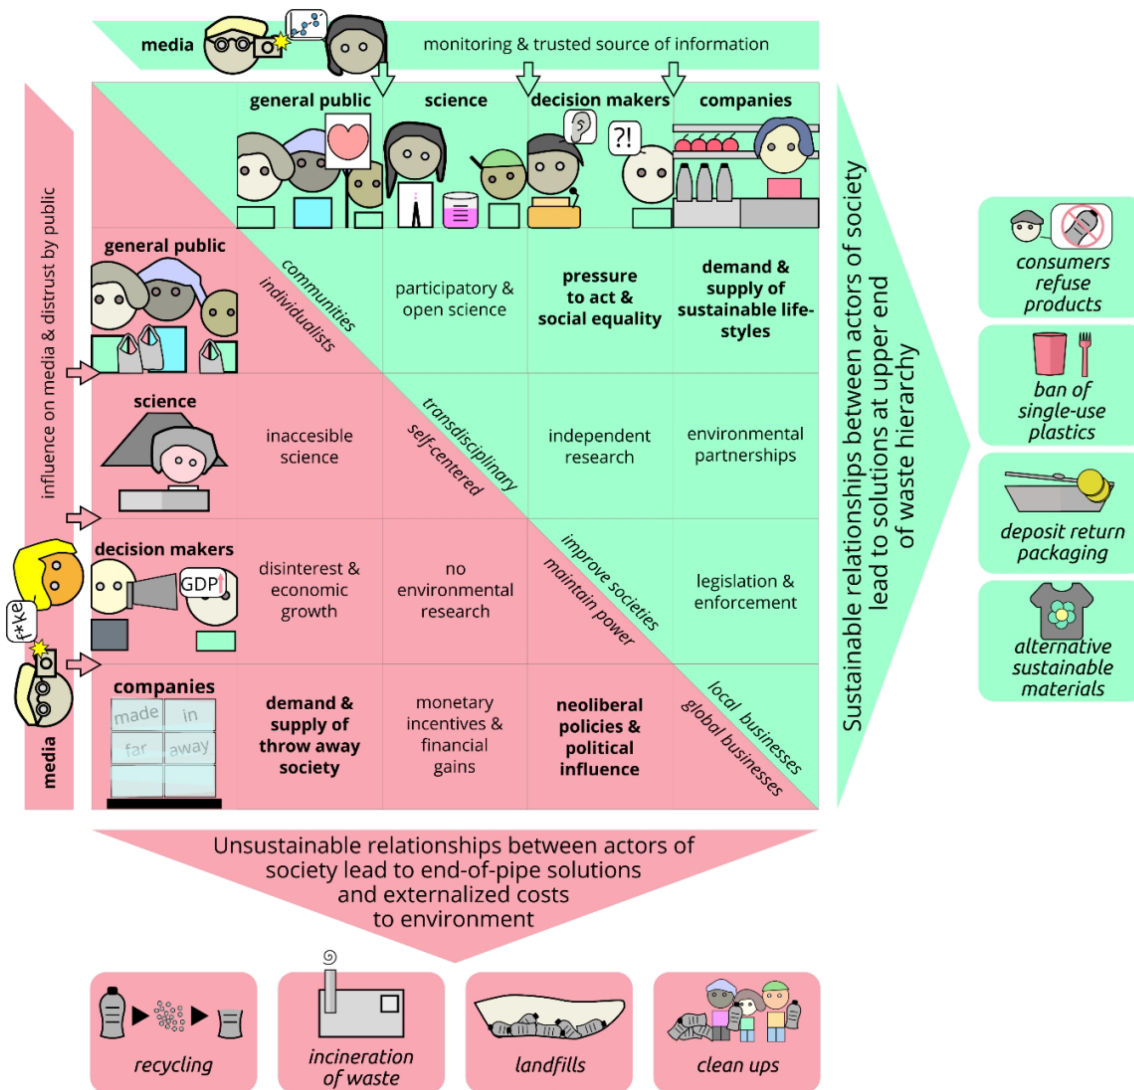 media
monitoring & trusted source of information
general public
science
decision makers
companies
?!
influence on media & distrust by public
general public
communities
individualists
participatory &
open science
pressure
to act &
social equality
demand &
supply of
sustainable life-
styles
science
inaccesible
science
transdisciplinary
self-centered
independent
research
environmental
partnerships
decision makers
GDP
disinterest &
economic
growth
no
environmental
research
improve societies
maintain power
legislation &
enforcement
f*ke
media
companies
made in
far away
demand &
supply of
throw away
society
monetary
incentives &
financial
gains
neoliberal
policies &
political
influence
local businesses
global businesses
Sustainable relationships between actors of society
lead to solutions at upper end
of waste hierarchy
consumers
refuse
products
ban of
single-use
plastics
deposit return
packaging
alternative
sustainable
materials
Unsustainable relationships between actors of
society lead to end-of-pipe solutions
and externalized costs
to environment
recycling
incineration
of waste
landfills
clean ups